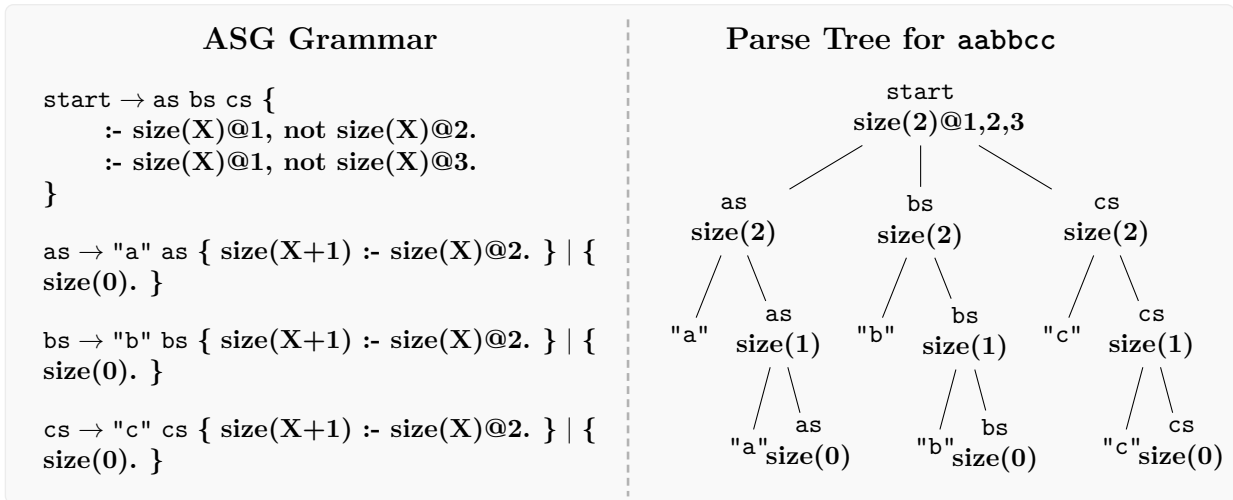 ASG Grammar
start → as bs cs {
:- size(X)@1, not size(X)@2.
:- size(X)@1, not size(X)@3.
}
as → "a" as { size(X+1) :- size(X)@2. } | {
size(0). }
bs → "b" bs { size(X+1) :- size(X)@2. } | {
size(0). }
cs → "c" cs { size(X+1) :- size(X)@2. } | {
size(0). }
Parse Tree for aabbcc
start
size(2)@1,2,3
as bs cs
size(2) size(2) size(2)
"a" as "b" bs "c" cs
size(1) size(1) size(1)
"a" as "b" bs "c" cs
size(0) size(0) size(0)